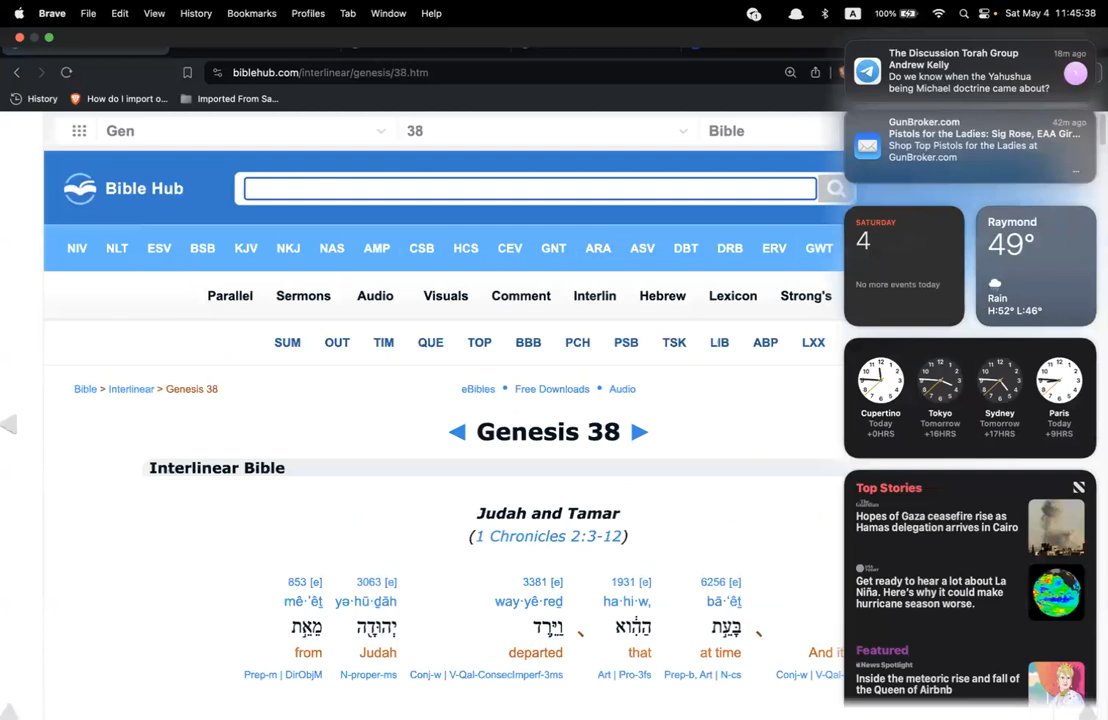 Brave File Edit View History Bookmarks Profiles Tab Window Help
A 100% Sat May 4 11:45:38
biblehub.com/interlinear/genesis/38.htm
History How do I import o... Imported From Sa...
Gen 38 Bible
Bible Hub
NIV NLT ESV BSB KJV NKJ NAS AMP CSB HCS CEV GNT ARA ASV DBT DRB ERV GWT
Parallel Sermons Audio Visuals Comment Interlin Hebrew Lexicon Strong's
SUM OUT TIM QUE TOP BBB PCH PSB TSK LIB ABP LXX
Bible > Interlinear > Genesis 38
eBibles • Free Downloads • Audio
Genesis 38
Interlinear Bible
Judah and Tamar
(1 Chronicles 2:3-12)
853 [e] 3063 [e] 3381 [e] 1931 [e] 6256 [e]
mê·’êṯ yə·hū·ḏāh way·yê·reḏ ha·hi·w, bā·‘êṯ
מֵאֵ֣ת יְהוּדָ֖ה וַיֵּ֥רֶד הַהִ֔וא בָּעֵ֣ת
from Judah departed that at time And it
Prep-m | DirObjM N-proper-ms Conj-w | V-Qal-ConsecImperf-3ms Art | Pro-3fs Prep-b, Art | N-cs Conj-w | V-Qal-
The Discussion Torah Group 18m ago
Andrew Kelly
Do we know when the Yahushua
being Michael doctrine came about?
GunBroker.com 42m ago
Pistols for the Ladies: Sig Rose, EAA Gir...
Shop Top Pistols for the Ladies at
GunBroker.com
...
SATURDAY
4
No more events today
Raymond
49°
Rain
H:52° L:46°
Cupertino Tokyo Sydney Paris
Today Tomorrow Tomorrow Today
+0HRS +16HRS +17HRS +9HRS
Top Stories
The Guardian
Hopes of Gaza ceasefire rise as
Hamas delegation arrives in Cairo
USA TODAY
Get ready to hear a lot about La
Niña. Here's why it could make
hurricane season worse.
Featured
News Spotlight
Inside the meteoric rise and fall of
the Queen of Airbnb